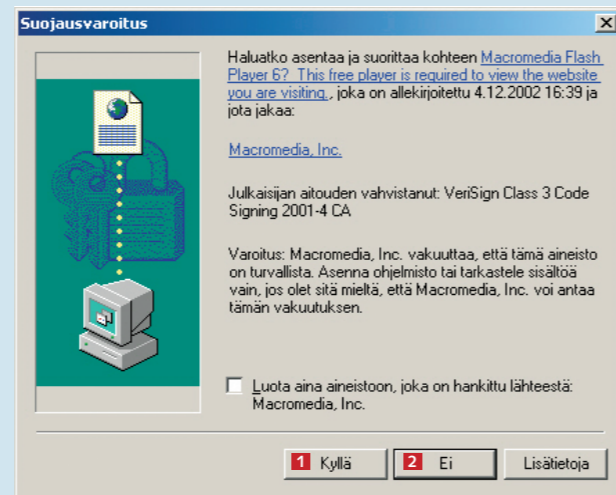 Suojausvaroitus
Haluatko asentaa ja suorittaa kohteen Macromedia Flash
Player 6? This free player is required to view the website
you are visiting., joka on allekirjoitettu 4.12.2002 16:39 ja
jota jakaa:
Macromedia, Inc.
Julkaisijan aitouden vahvistanut: VeriSign Class 3 Code
Signing 2001-4 CA
Varoitus: Macromedia, Inc. vakuuttaa, että tämä aineisto
on turvallista. Asenna ohjelmisto tai tarkastele sisältöä
vain, jos olet sitä mieltä, että Macromedia, Inc. voi antaa
tämän vakuutuksen.
Luota aina aineistoon, joka on hankittu lähteestä:
Macromedia, Inc.
1 Kyllä 2 Ei Lisätietoja